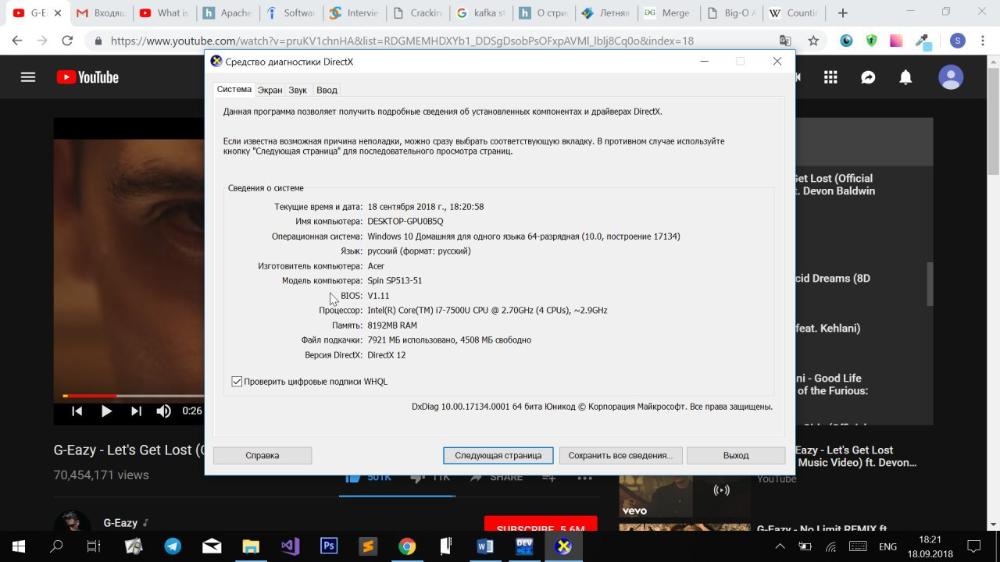 G-E
Входящ
What is
Apache
Softwar
Intervie
Crackin
kafka st
О стри
Летняя
Merge
Big-O A
Countin
https://www.youtube.com/watch?v=pruKV1chnHA&list=RDGMEMHDXYb1_DDSgDsobPsOFxpAVMl_lblj8Cq0o&index=18
S
YouTube
Средство диагностики DirectX
Система Экран Звук Ввод
Данная программа позволяет получить подробные сведения об установленных компонентах и драйверах DirectX.
Если известна возможная причина неполадки, можно сразу выбрать соответствующую вкладку. В противном случае используйте
кнопку "Следующая страница" для последовательного просмотра страниц.
Сведения о системе
Текущие время и дата: 18 сентября 2018 г., 18:20:58
Имя компьютера: DESKTOP-GPU0B5Q
Операционная система: Windows 10 Домашняя для одного языка 64-разрядная (10.0, построение 17134)
Язык: русский (формат: русский)
Изготовитель компьютера: Acer
Модель компьютера: Spin SP513-51
BIOS: V1.11
Процессор: Intel(R) Core(TM) i7-7500U CPU @ 2.70GHz (4 CPUs), ~2.9GHz
Память: 8192MB RAM
Файл подкачки: 7921 МБ использовано, 4508 МБ свободно
Версия DirectX: DirectX 12
Проверить цифровые подписи WHQL
DxDiag 10.00.17134.0001 64 бита Юникод © Корпорация Майкрософт. Все права защищены.
Справка
Следующая страница
Сохранить все сведения...
Выход
Get Lost (Official
t. Devon Baldwin
cid Dreams (8D
feat. Kehlani)
ni - Good Life
of the Furious:
0:26
G-Eazy - Let's Get Lost (O
70,454,171 views
501K
11K
SHARE
G-Eazy
SUBSCRIBE 5.6M
-Eazy - Let's Get Lost
Music Video) ft. Devon...
YouTube
vevo
G-Eazy - No Limit REMIX ft
Ps
DEV
ENG
18:21
18.09.2018